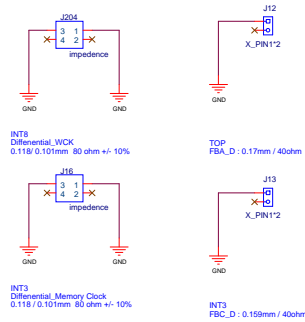 J204
3 1
4 2
impedence
GND
GND
INT8
Diffenential_WCK
0.118/ 0.101mm 80 ohm +/- 10%
J12
X_PIN1*2
GND
TOP
FBA_D : 0.17mm / 40ohm
J16
3 1
4 2
impedence
GND
GND
INT3
Diffenential_Memory Clock
0.118 / 0.101mm 80 ohm +/- 10%
J13
X_PIN1*2
GND
INT3
FBC_D : 0.159mm / 40ohm